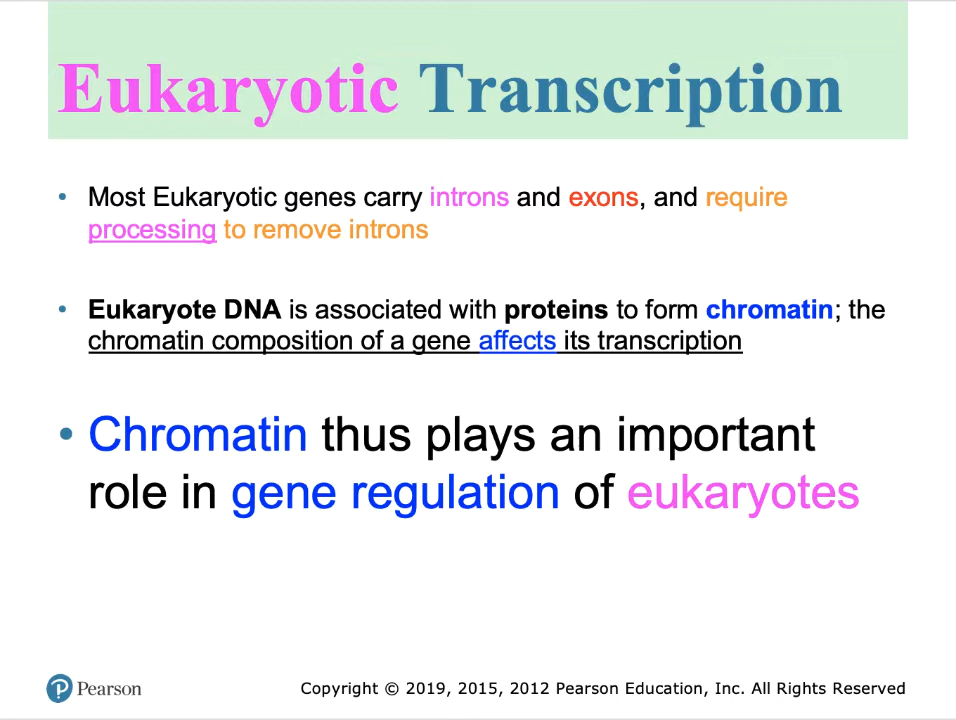 Eukaryotic Transcription
• Most Eukaryotic genes carry introns and exons, and require
processing to remove introns
• Eukaryote DNA is associated with proteins to form chromatin; the
chromatin composition of a gene affects its transcription
• Chromatin thus plays an important
role in gene regulation of eukaryotes
Pearson
Copyright © 2019, 2015, 2012 Pearson Education, Inc. All Rights Reserved